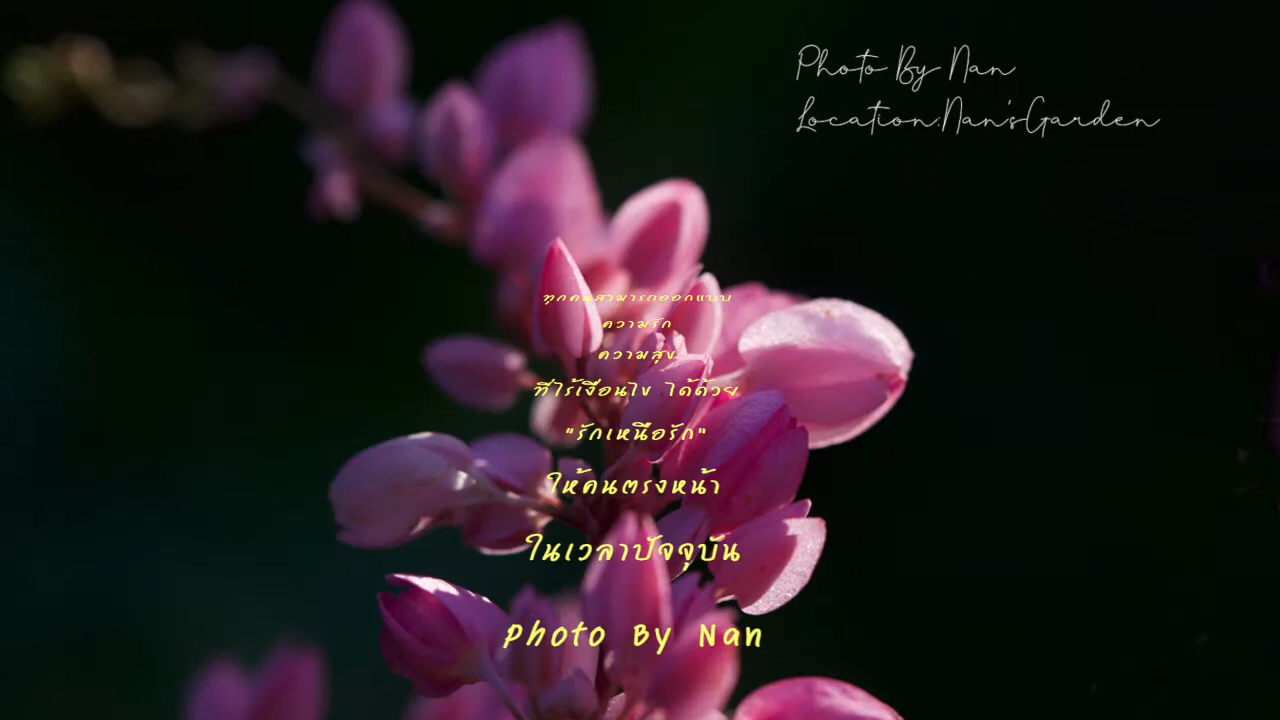 Photo By Nan
Location:Nan'sGarden
ทุกคนสามารถออกแบบ
ความรัก
ความสุข
ที่ไร้เงื่อนไข ได้ด้วย
"รักเหนือรัก"
ให้คนตรงหน้า
ในเวลาปัจจุบัน
Photo By Nan